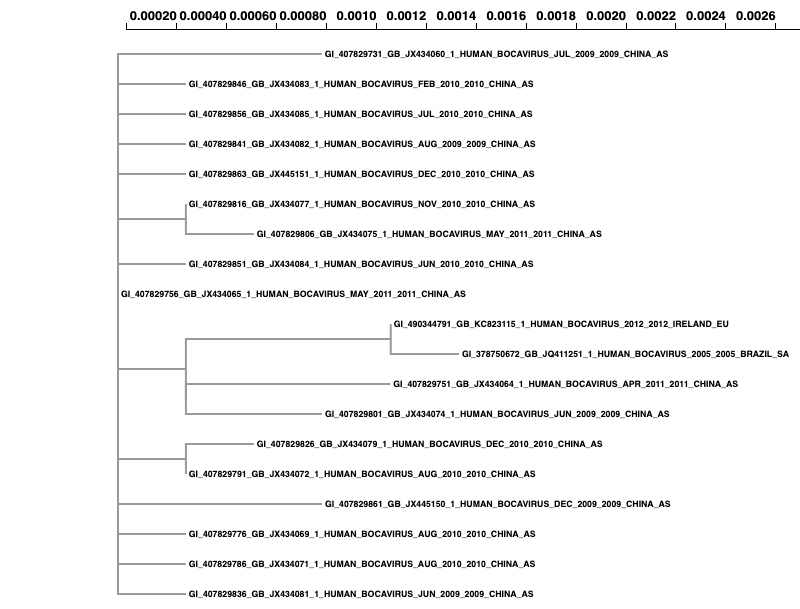 0.00020 0.00040 0.00060 0.00080 0.0010 0.0012 0.0014 0.0016 0.0018 0.0020 0.0022 0.0024 0.0026
GI_407829731_GB_JX434060_1_HUMAN_BOCAVIRUS_JUL_2009_2009_CHINA_AS
GI_407829846_GB_JX434083_1_HUMAN_BOCAVIRUS_FEB_2010_2010_CHINA_AS
GI_407829856_GB_JX434085_1_HUMAN_BOCAVIRUS_JUL_2010_2010_CHINA_AS
GI_407829841_GB_JX434082_1_HUMAN_BOCAVIRUS_AUG_2009_2009_CHINA_AS
GI_407829863_GB_JX445151_1_HUMAN_BOCAVIRUS_DEC_2010_2010_CHINA_AS
GI_407829816_GB_JX434077_1_HUMAN_BOCAVIRUS_NOV_2010_2010_CHINA_AS
GI_407829806_GB_JX434075_1_HUMAN_BOCAVIRUS_MAY_2011_2011_CHINA_AS
GI_407829851_GB_JX434084_1_HUMAN_BOCAVIRUS_JUN_2010_2010_CHINA_AS
GI_407829756_GB_JX434065_1_HUMAN_BOCAVIRUS_MAY_2011_2011_CHINA_AS
GI_490344791_GB_KC823115_1_HUMAN_BOCAVIRUS_2012_2012_IRELAND_EU
GI_378750672_GB_JQ411251_1_HUMAN_BOCAVIRUS_2005_2005_BRAZIL_SA
GI_407829751_GB_JX434064_1_HUMAN_BOCAVIRUS_APR_2011_2011_CHINA_AS
GI_407829801_GB_JX434074_1_HUMAN_BOCAVIRUS_JUN_2009_2009_CHINA_AS
GI_407829826_GB_JX434079_1_HUMAN_BOCAVIRUS_DEC_2010_2010_CHINA_AS
GI_407829791_GB_JX434072_1_HUMAN_BOCAVIRUS_AUG_2010_2010_CHINA_AS
GI_407829861_GB_JX445150_1_HUMAN_BOCAVIRUS_DEC_2009_2009_CHINA_AS
GI_407829776_GB_JX434069_1_HUMAN_BOCAVIRUS_AUG_2010_2010_CHINA_AS
GI_407829786_GB_JX434071_1_HUMAN_BOCAVIRUS_AUG_2010_2010_CHINA_AS
GI_407829836_GB_JX434081_1_HUMAN_BOCAVIRUS_JUN_2009_2009_CHINA_AS